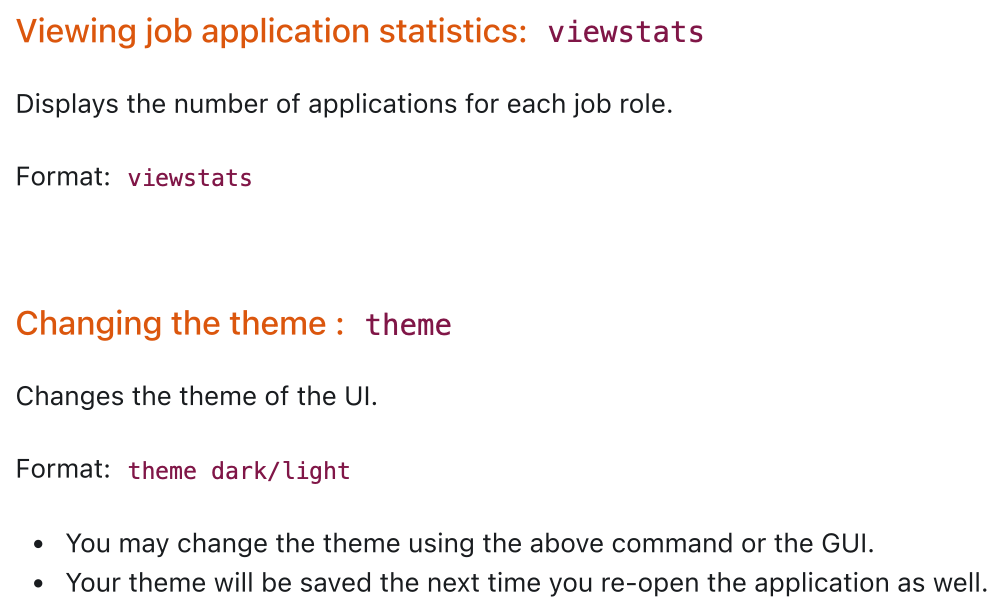 Viewing job application statistics: viewstats
Displays the number of applications for each job role.
Format: viewstats
Changing the theme : theme
Changes the theme of the UI.
Format: theme dark/light
• You may change the theme using the above command or the GUI.
• Your theme will be saved the next time you re-open the application as well.